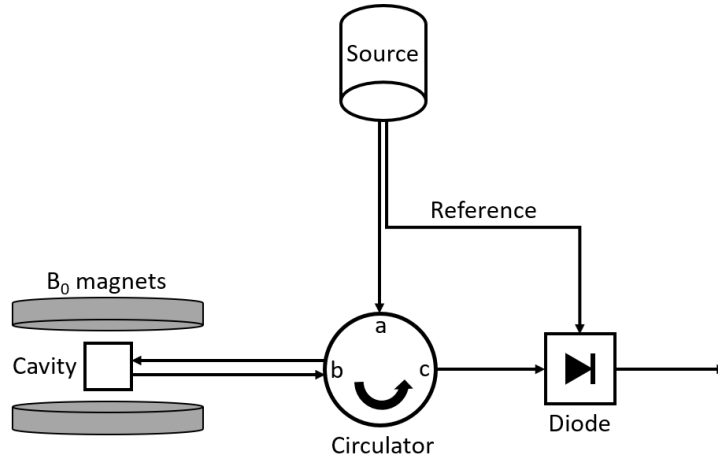 Source
Reference
B₀ magnets
a
Cavity
b
c
Diode
Circulator